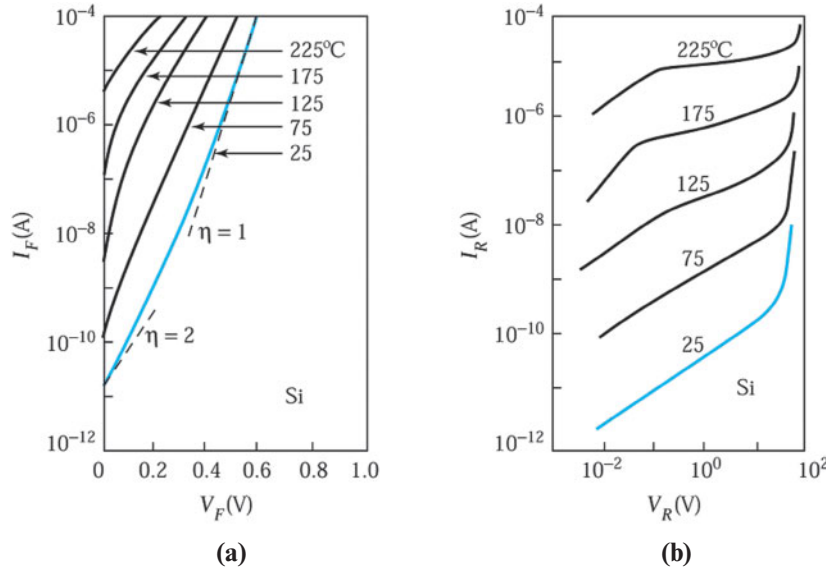 10⁻⁴
10⁻⁶
10⁻⁸
10⁻¹⁰
10⁻¹²
I_F(A)
225°C
175
125
75
25
η = 1
η = 2
Si
0 0.2 0.4 0.6 0.8 1.0
V_F(V)
(a)
10⁻⁴
10⁻⁶
10⁻⁸
10⁻¹⁰
10⁻¹²
I_R(A)
225°C
175
125
75
25
Si
10⁻² 10⁰ 10²
V_R(V)
(b)